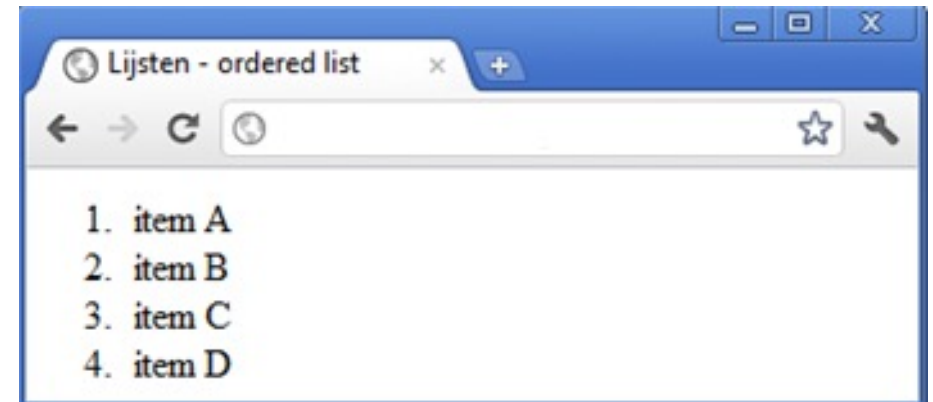 Lijsten - ordered list
1. item A
2. item B
3. item C
4. item D